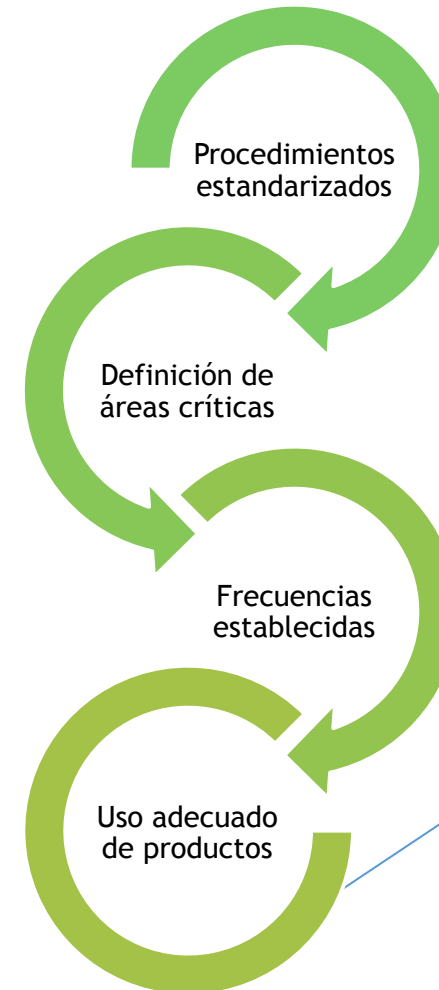 Procedimientos
estandarizados
Definición de
áreas críticas
Frecuencias
establecidas
Uso adecuado
de productos